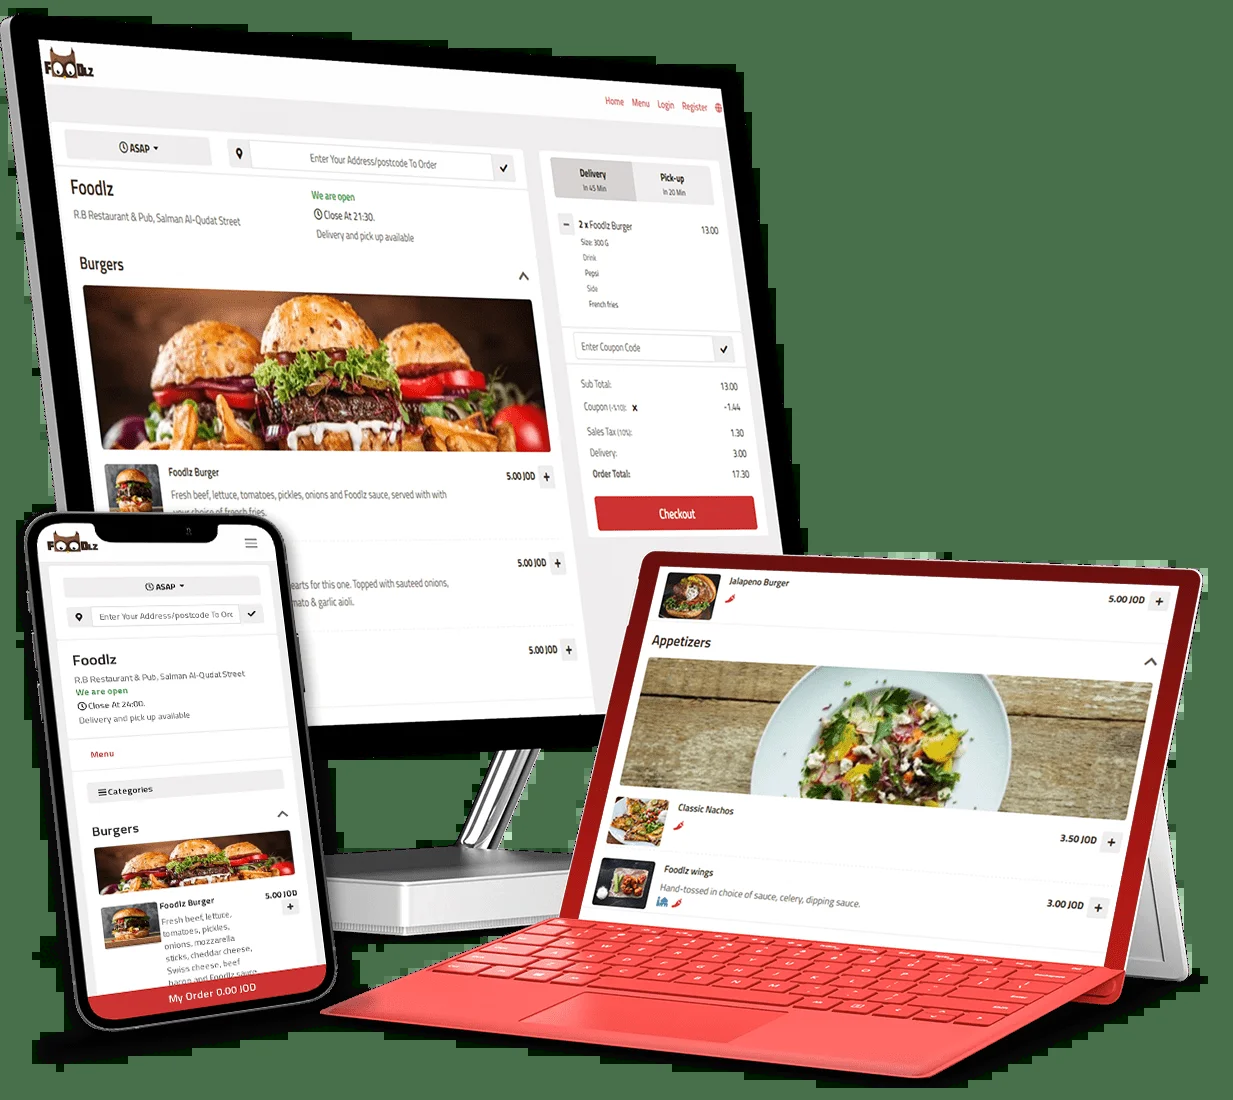 FOODLZ
Home Menu Login Register
ASAP
Enter Your Address/postcode To Order
Foodlz
R.B Restaurant & Pub, Salman Al-Qudat Street
We are open
Close At 21:30.
Delivery and pick up available
Burgers
Foodlz Burger
5.00 JOD +
Fresh beef, lettuce, tomatoes, pickles, onions and Foodlz sauce, served with with
your choice of french fries.
5.00 JOD +
earts for this one. Topped with sauteed onions,
mato & garlic aioli.
5.00 JOD +
Delivery
In 45 Min
Pick-up
In 20 Min
2 x Foodlz Burger 13.00
Size: 300 G
Drink
Pepsi
Side
French fries
Enter Coupon Code
Sub Total: 13.00
Coupon (-%10): x -1.44
Sales Tax (10%): 1.30
Delivery: 3.00
Order Total: 17.30
Checkout
FOODLZ
ASAP
Enter Your Address/postcode To Orc
Foodlz
R.B Restaurant & Pub, Salman Al-Qudat Street
We are open
Close At 24:00.
Delivery and pick up available
Menu
Categories
Burgers
Foodlz Burger 5.00 JOD
+
Fresh beef, lettuce,
tomatoes, pickles,
onions, mozzarella
sticks, cheddar cheese,
Swiss cheese, beef
bacon and Foodlz sauce
My Order 0.00 JOD
Jalapeno Burger
5.00 JOD +
Appetizers
Classic Nachos
3.50 JOD +
Foodlz wings
Hand-tossed in choice of sauce, celery, dipping sauce.
3.00 JOD +